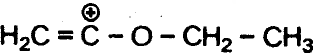 H₂C = C⊕ – O – CH₂ – CH₃